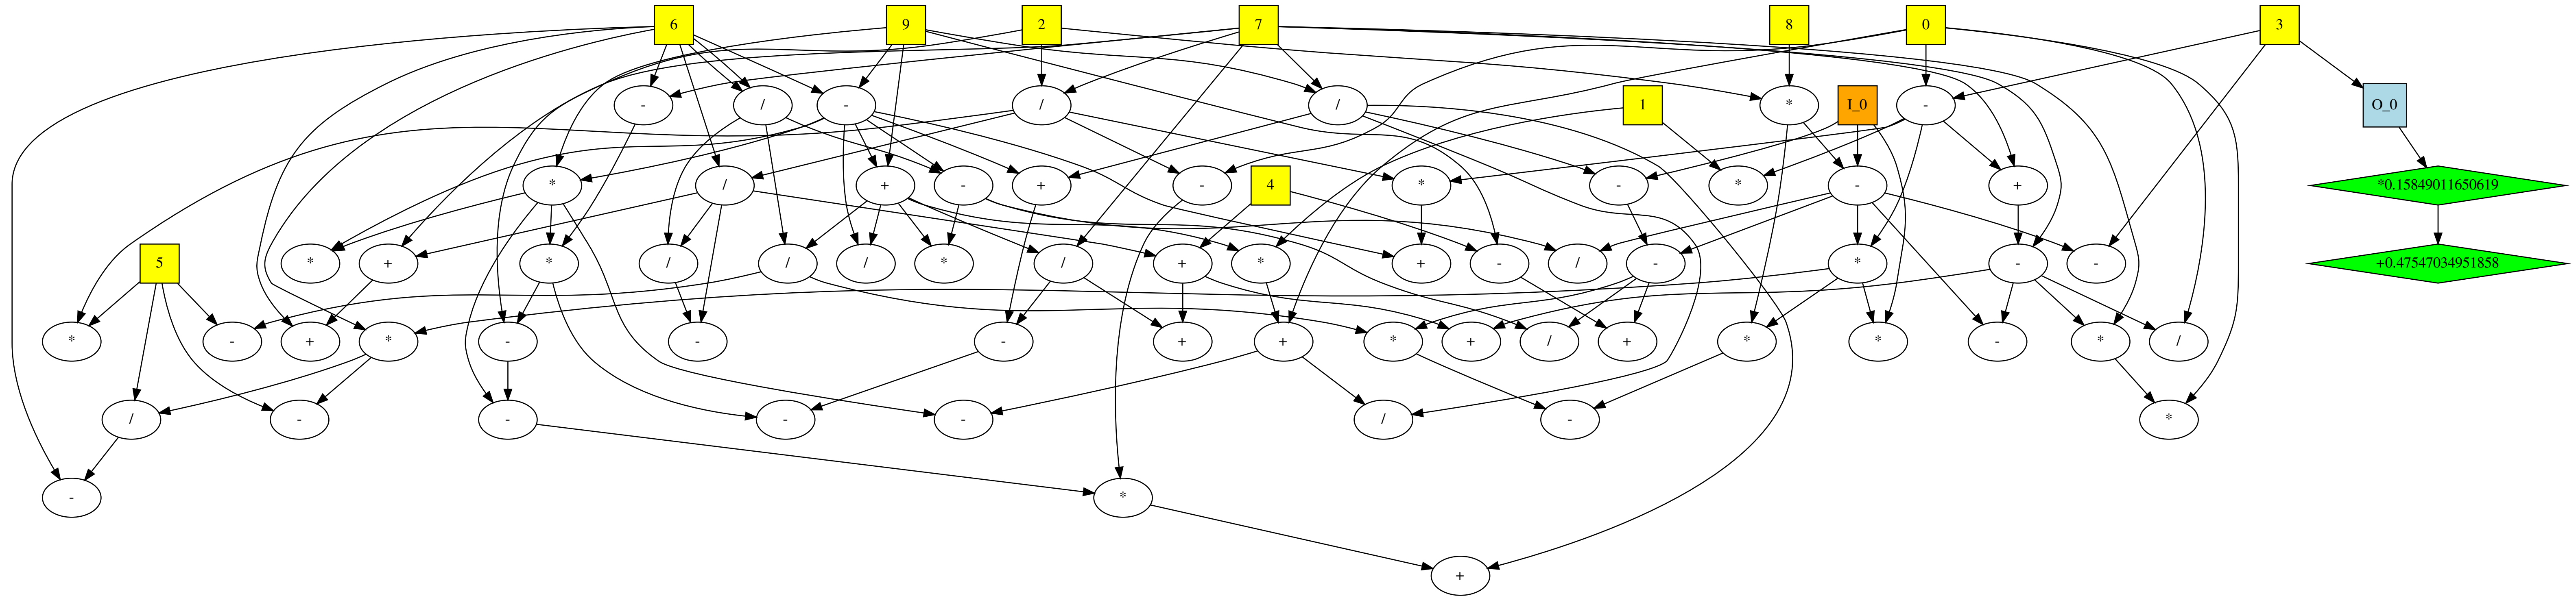 6 9 2 7 8 0 3
- / - / / * 1 I_0 - O_0
* / + - + - 4 * - * - + *0.15849011650619
5 * + * / / / * / + * + - / - * - - +0.47547034951858
* - + * - - - + + * + / + * * - * /
/ - - - - / - *
- *
+